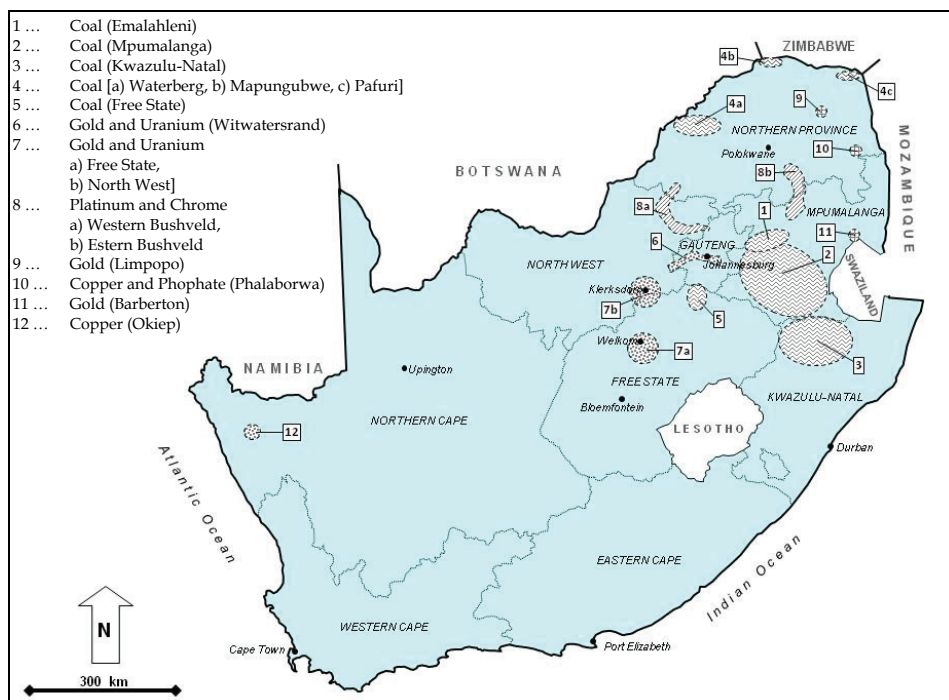 1 ... Coal (Emalahleni)
2 ... Coal (Mpumalanga)
3 ... Coal (Kwazulu-Natal)
4 ... Coal [a) Waterberg, b) Mapungubwe, c) Pafuri]
5 ... Coal (Free State)
6 ... Gold and Uranium (Witwatersrand)
7 ... Gold and Uranium
a) Free State,
b) North West]
8 ... Platinum and Chrome
a) Western Bushveld,
b) Estern Bushveld
9 ... Gold (Limpopo)
10 ... Copper and Phophate (Phalaborwa)
11 ... Gold (Barberton)
12 ... Copper (Okiep)
ZIMBABWE
4b
4c
4a
9
NORTHERN PROVINCE
MOZAMBIQUE
10
Polokwane
BOTSWANA
8b
8a
1
MPUMALANGA
11
6
GAUTENG
Johannesburg
2
NORTH WEST
SWAZILAND
Klerksdorp
7b
5
Welkom
7a
3
NAMIBIA
Upington
FREE STATE
KWAZULU-NATAL
Bloemfontein
NORTHERN CAPE
12
LESOTHO
Durban
Atlantic Ocean
EASTERN CAPE
Indian Ocean
N
WESTERN CAPE
Cape Town
Port Elizabeth
300 km